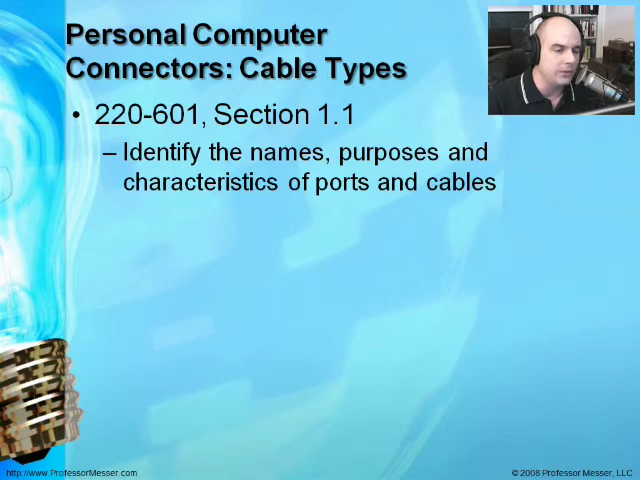 Personal Computer
Connectors: Cable Types
• 220-601, Section 1.1
– Identify the names, purposes and
characteristics of ports and cables
http://www.ProfessorMesser.com
© 2008 Professor Messer, LLC